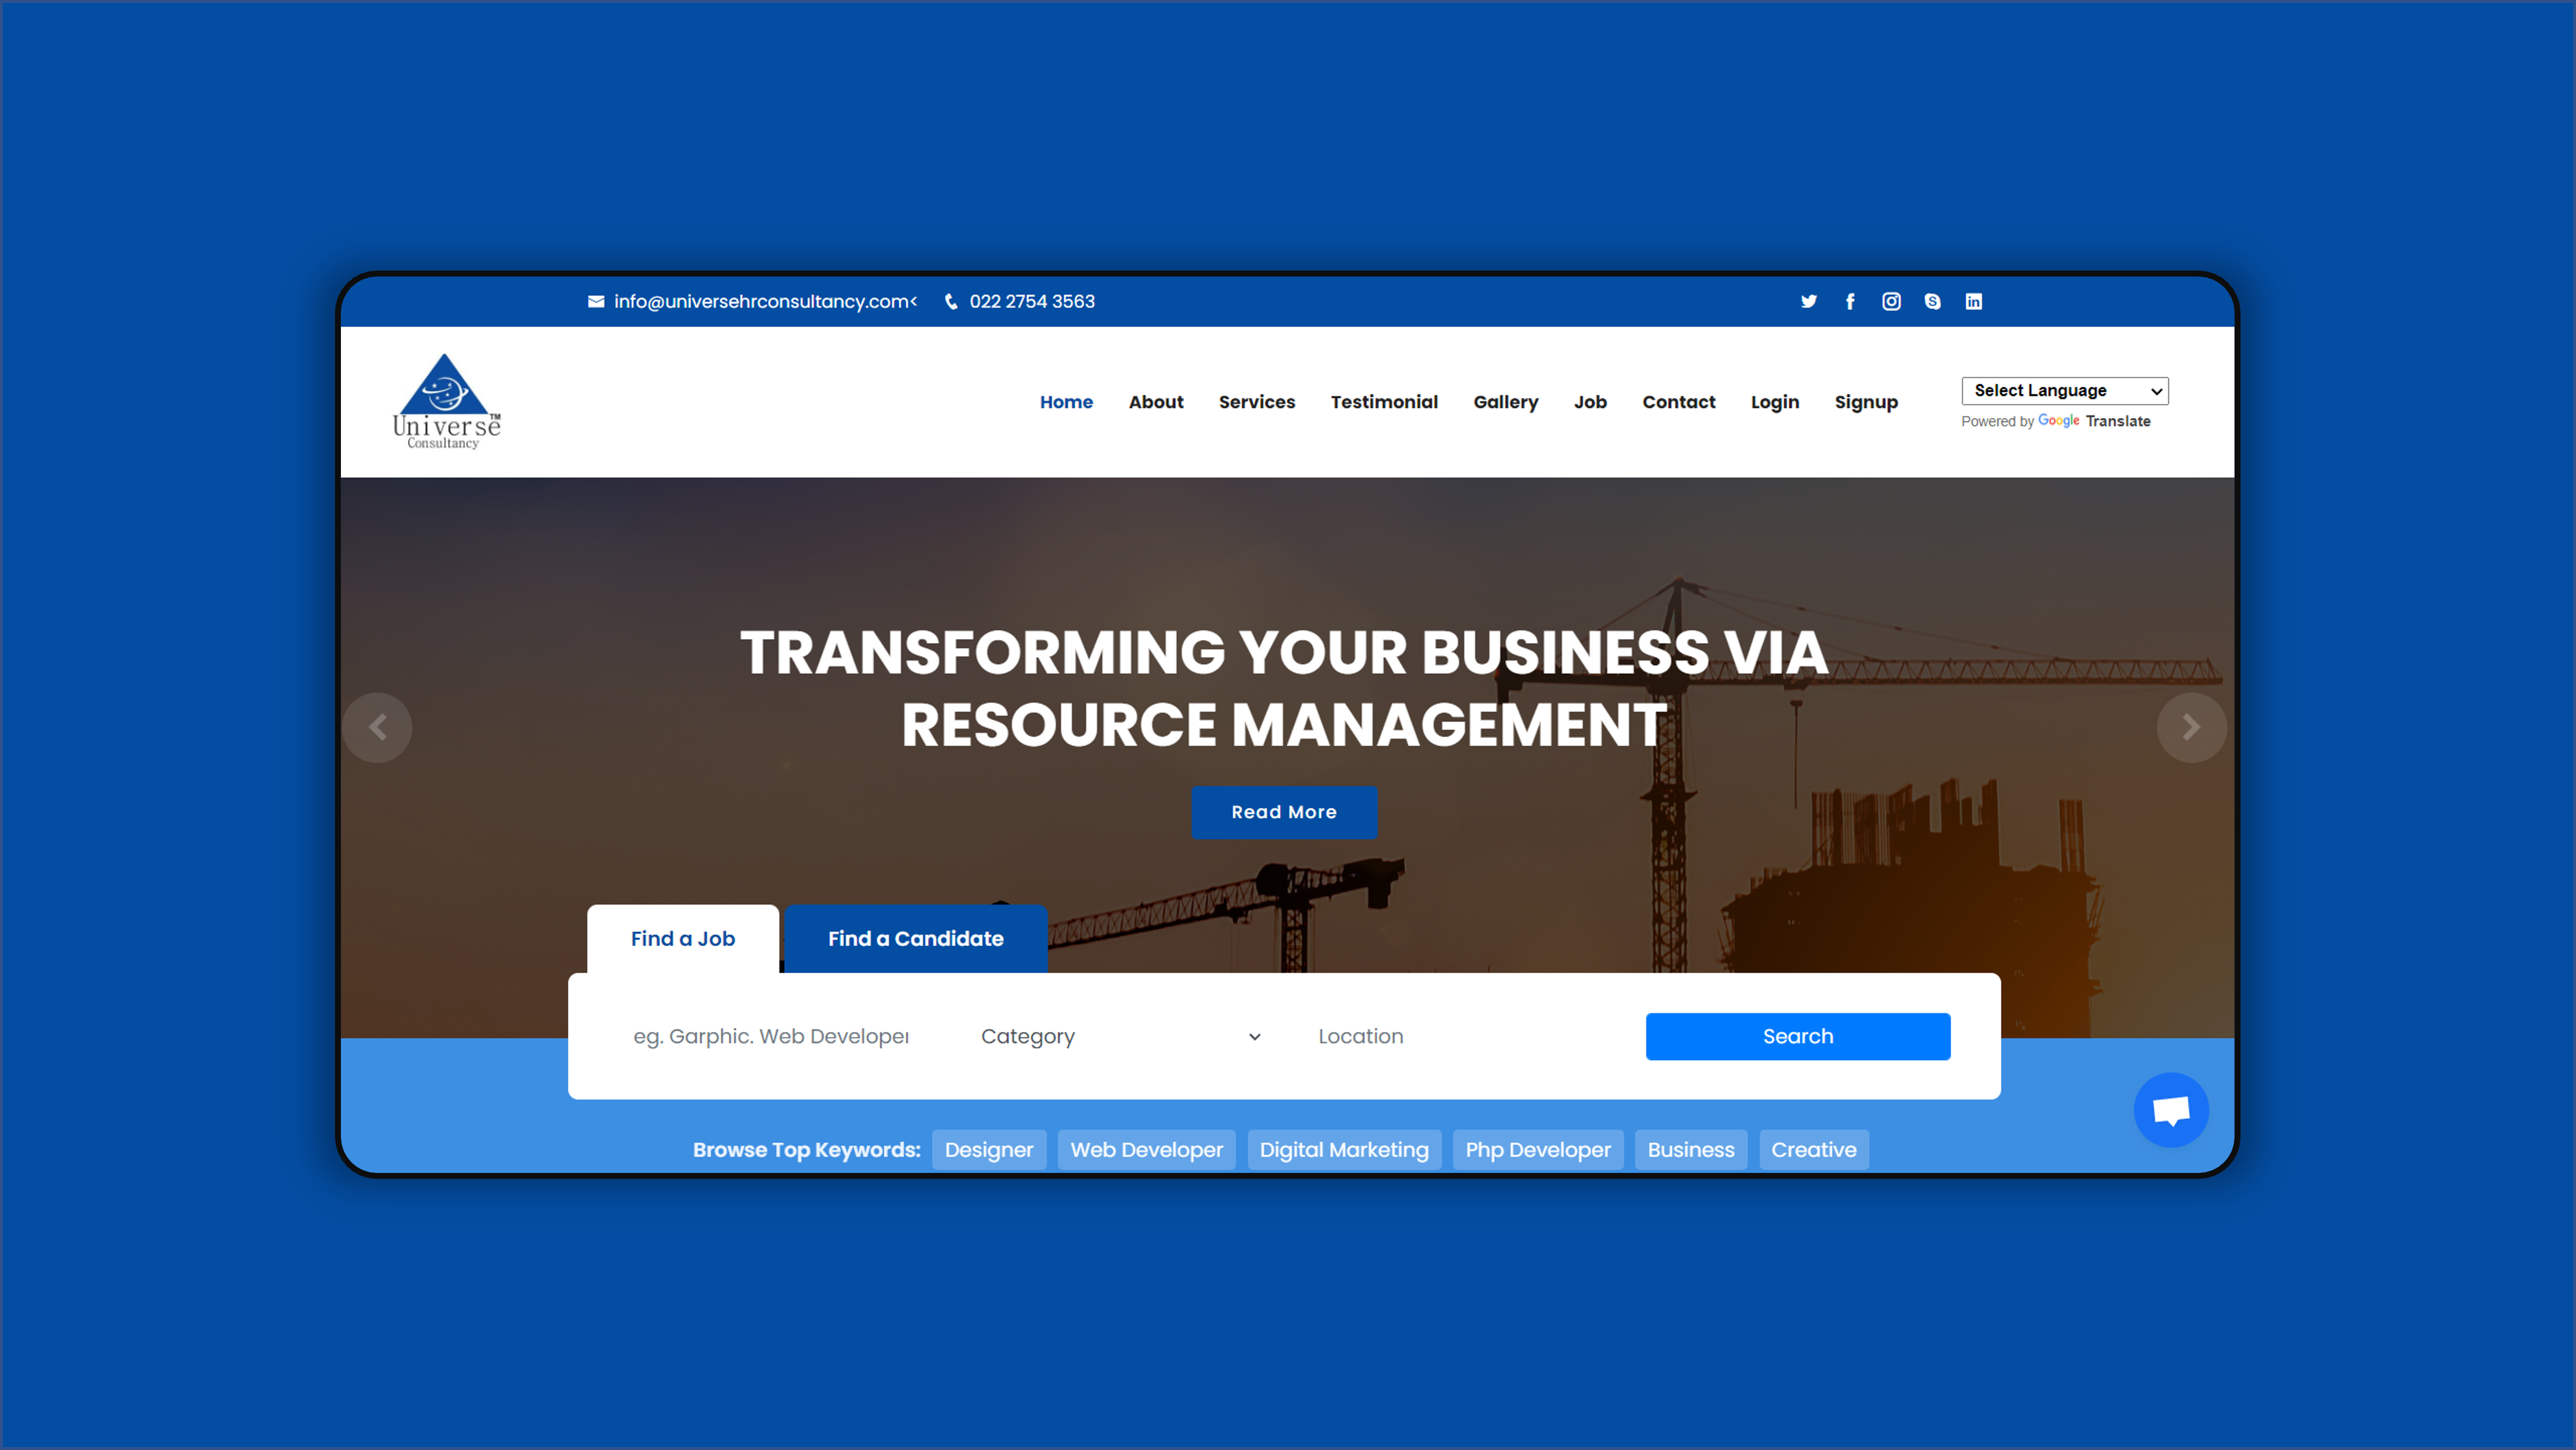 info@universehrconsultancy.com< 022 2754 3563
Universe™
Consultancy
Home About Services Testimonial Gallery Job Contact Login Signup
Select Language
Powered by Google Translate
TRANSFORMING YOUR BUSINESS VIA
RESOURCE MANAGEMENT
Read More
Find a Job Find a Candidate
eg. Garphic. Web Developer Category Location Search
Browse Top Keywords: Designer Web Developer Digital Marketing Php Developer Business Creative